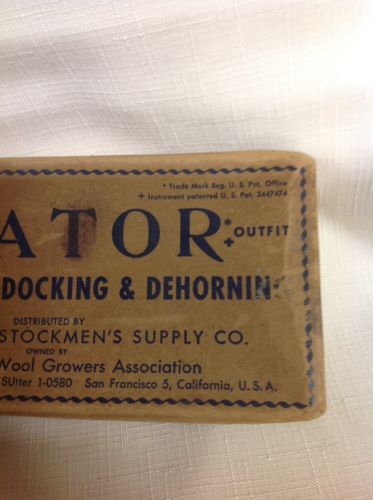 * Trade Mark Reg. U. S. Pat. Office
+ Instrument patented U. S. Pat. 2447474
ATOR*+ OUTFIT
DOCKING & DEHORNING
DISTRIBUTED BY
STOCKMEN'S SUPPLY CO.
OWNED BY
Wool Growers Association
SUtter 1-0580 San Francisco 5, California, U. S. A.